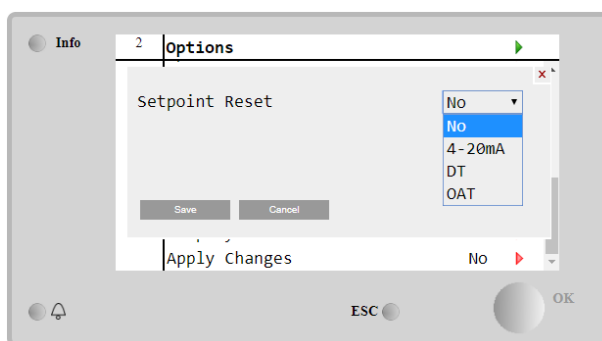 Info
2 Options
x
Setpoint Reset No
No
4-20mA
DT
OAT
Save Cancel
Apply Changes No
ESC OK